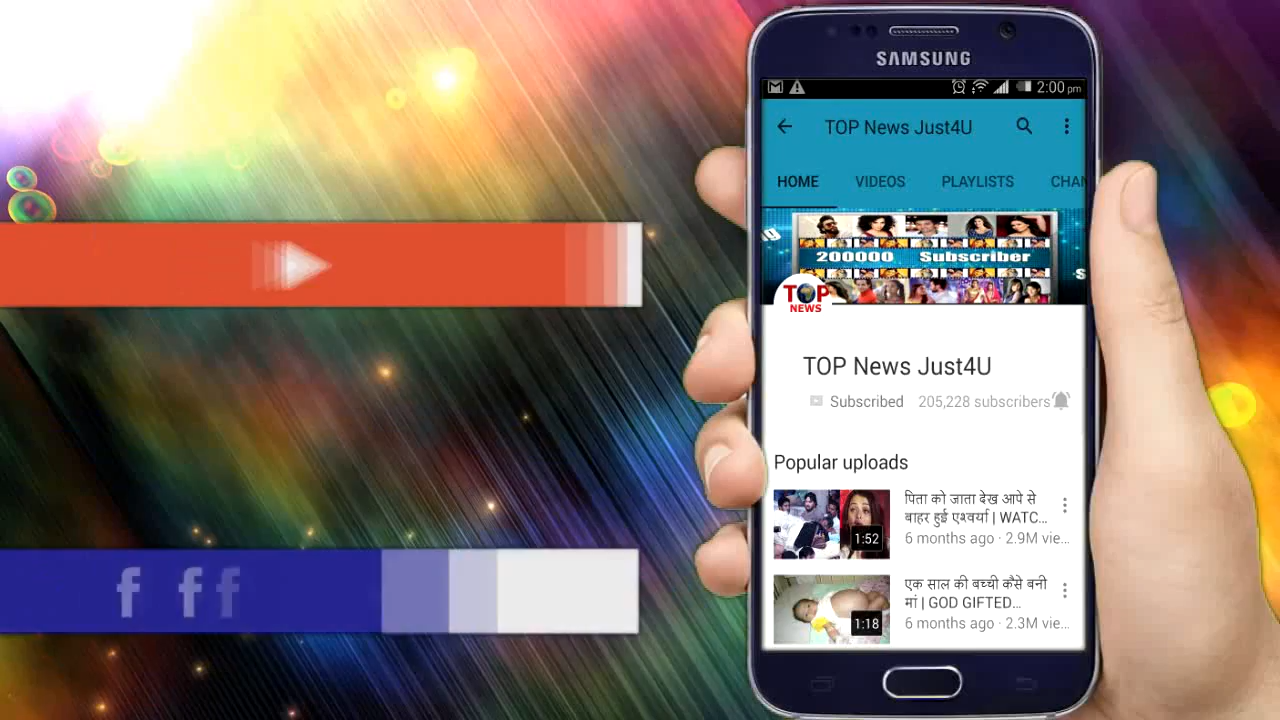 SAMSUNG
2:00 pm
TOP News Just4U
HOME VIDEOS PLAYLISTS CHAN
200000 Subscriber
TOP
NEWS
TOP News Just4U
Subscribed 205,228 subscribers
Popular uploads
पिता को जाता देख आपे से
बाहर हुई एश्वर्या | WATC...
1:52
6 months ago · 2.9M vie...
एक साल की बच्ची कैसे बनी
मां | GOD GIFTED...
1:18
6 months ago · 2.3M vie...
f f f